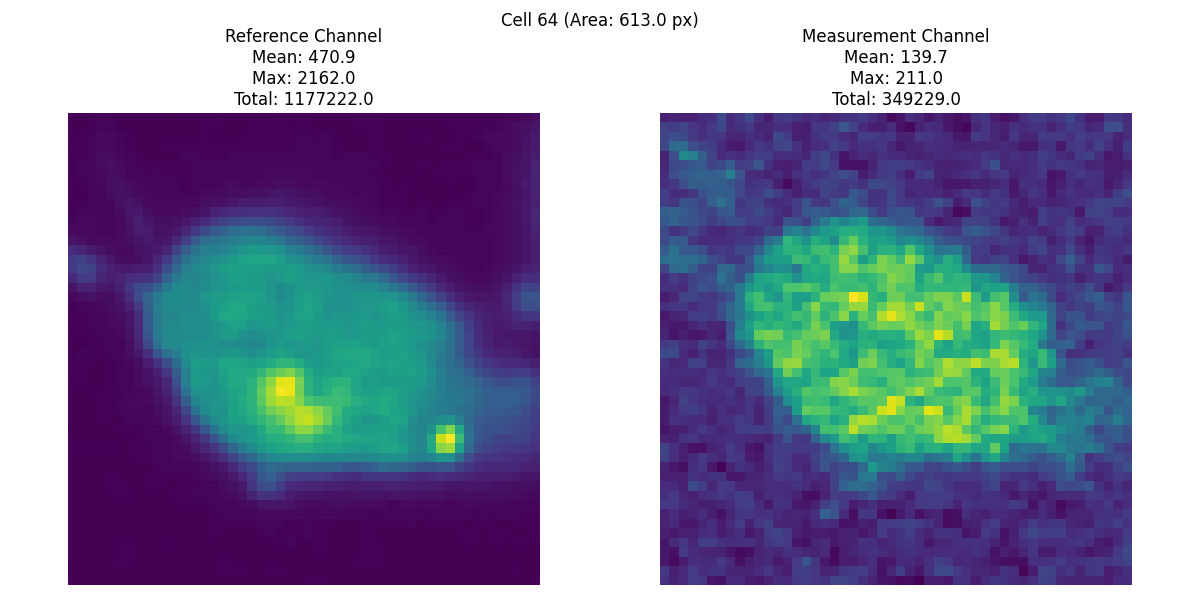 Cell 64 (Area: 613.0 px)
Reference Channel
Mean: 470.9
Max: 2162.0
Total: 1177222.0
Measurement Channel
Mean: 139.7
Max: 211.0
Total: 349229.0